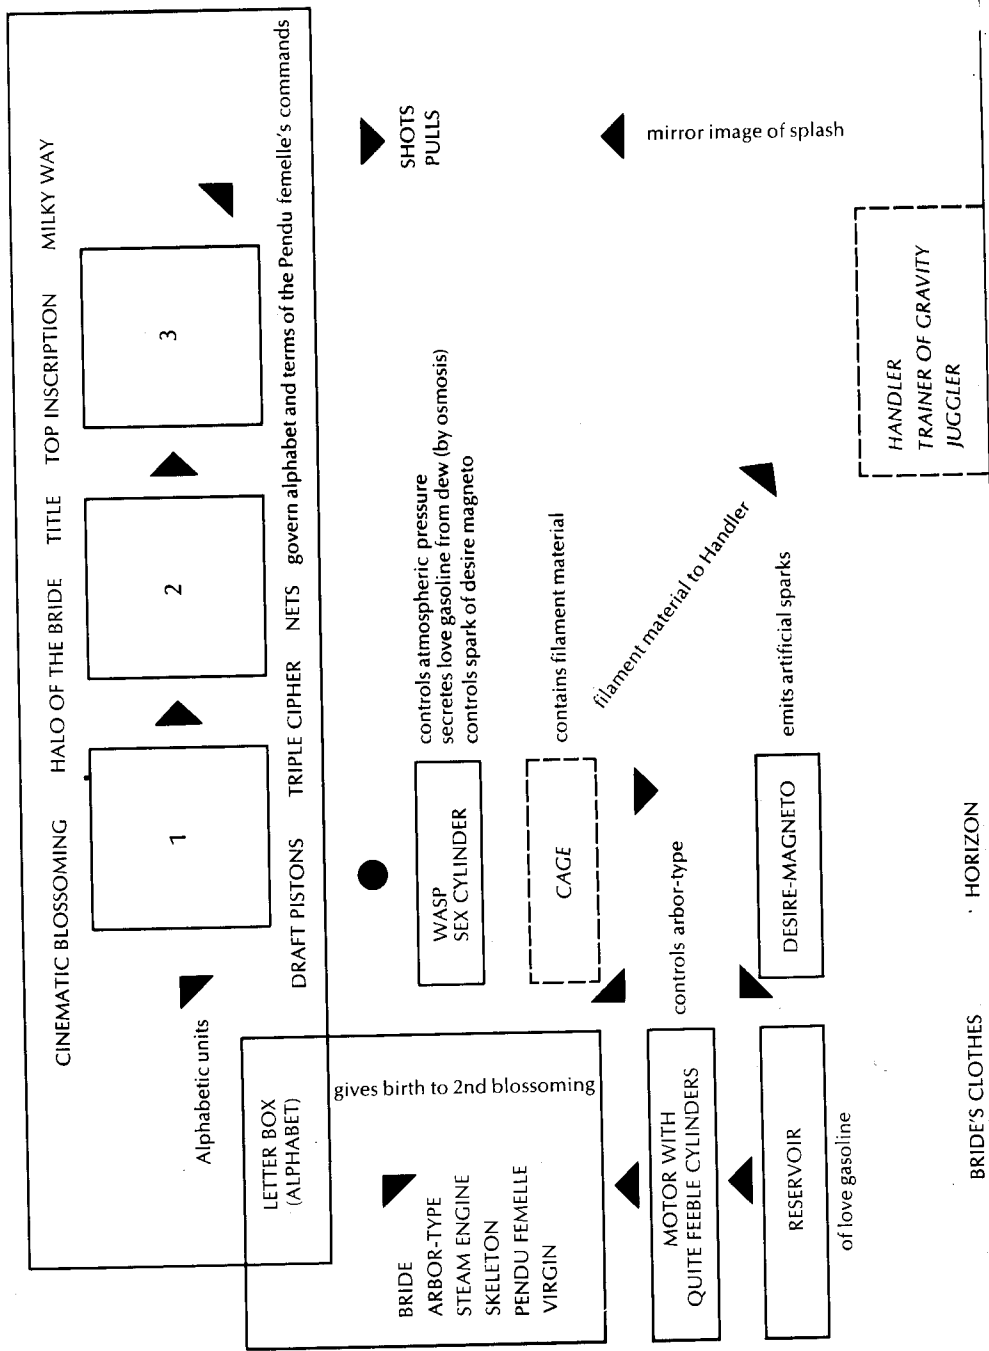 CINEMATIC BLOSSOMING HALO OF THE BRIDE TITLE TOP INSCRIPTION MILKY WAY
1
2
3
Alphabetic units
LETTER BOX
(ALPHABET)
DRAFT PISTONS TRIPLE CIPHER NETS govern alphabet and terms of the Pendu femelle's commands
gives birth to 2nd blossoming
SHOTS
PULLS
BRIDE
ARBOR-TYPE
STEAM ENGINE
SKELETON
PENDU FEMELLE
VIRGIN
WASP
SEX CYLINDER
controls atmospheric pressure
secretes love gasoline from dew (by osmosis)
controls spark of desire magneto
CAGE
contains filament material
filament material to Handler
mirror image of splash
MOTOR WITH
QUITE FEEBLE CYLINDERS
controls arbor-type
RESERVOIR
of love gasoline
DESIRE-MAGNETO
emits artificial sparks
HANDLER
TRAINER OF GRAVITY
JUGGLER
BRIDE'S CLOTHES HORIZON